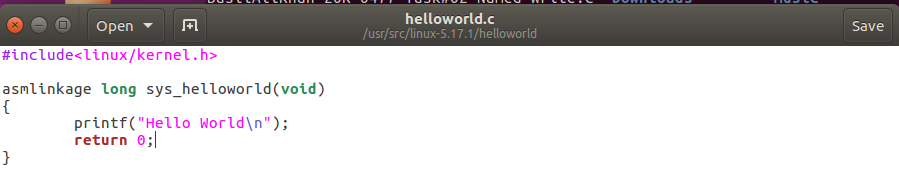 helloworld.c
/usr/src/linux-5.17.1/helloworld
Open
Save
#include<linux/kernel.h>
asmlinkage long sys_helloworld(void)
{
printf("Hello World\n");
return 0;
}